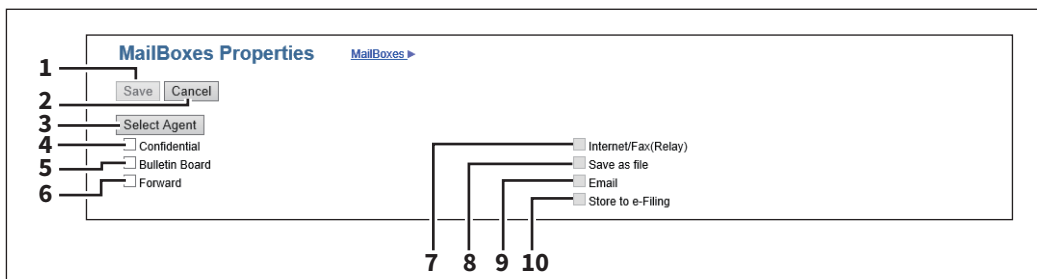 MailBoxes Properties MailBoxes ▶
1
Save Cancel
2
3 Select Agent
4 Confidential Internet/Fax(Relay)
5 Bulletin Board Save as file
6 Forward Email
Store to e-Filing
7 8 9 10